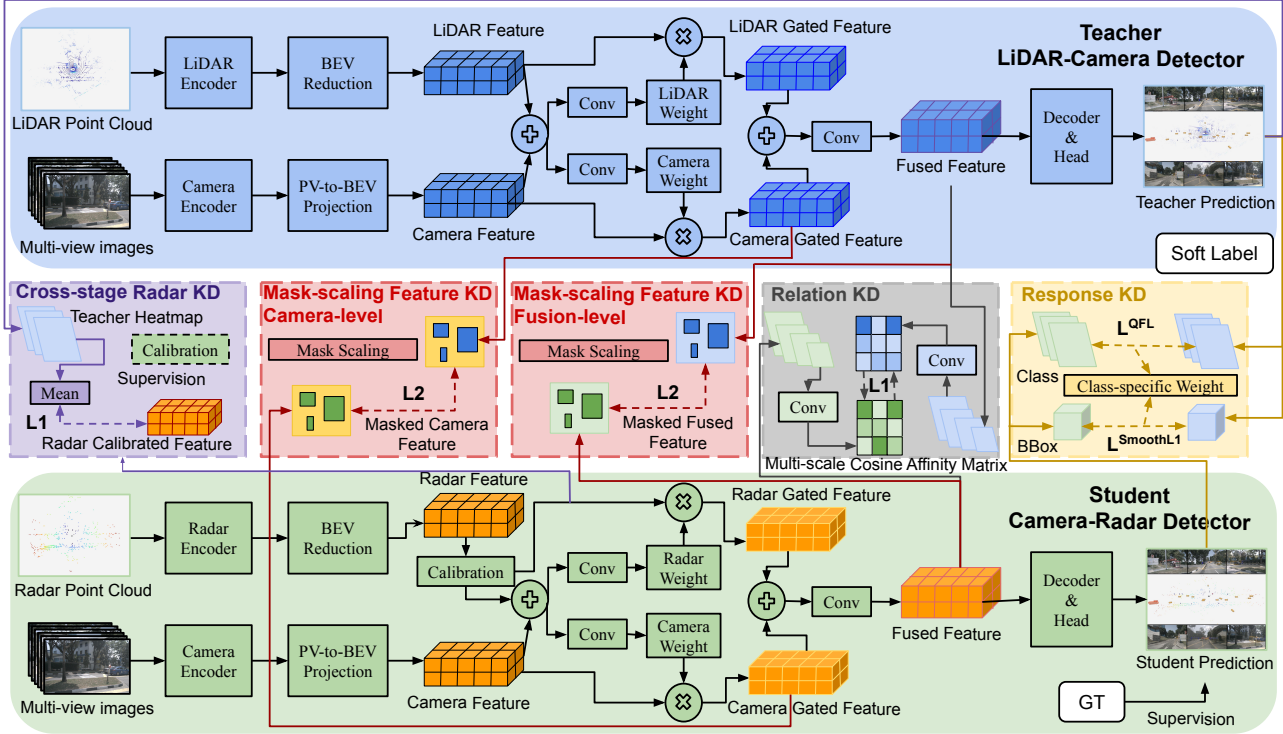 LiDAR Feature
LiDAR Gated Feature
Teacher
LiDAR-Camera Detector
LiDAR
Encoder
BEV
Reduction
Conv
LiDAR
Weight
LiDAR Point Cloud
Conv
Decoder
&
Head
Fused Feature
Camera
Encoder
PV-to-BEV
Projection
Conv
Camera
Weight
Teacher Prediction
Multi-view images
Camera Feature
Camera Gated Feature
Soft Label
Cross-stage Radar KD
Teacher Heatmap
Calibration
Supervision
Mean
L1
Radar Calibrated Feature
Mask-scaling Feature KD
Camera-level
Mask Scaling
L2
Masked Camera
Feature
Mask-scaling Feature KD
Fusion-level
Mask Scaling
L2
Masked Fused
Feature
Relation KD
Conv
L1
Conv
Multi-scale Cosine Affinity Matrix
Response KD
L^QFL
Class
Class-specific Weight
BBox
L^SmoothL1
Radar Feature
Radar Gated Feature
Student
Camera-Radar Detector
Radar
Encoder
BEV
Reduction
Calibration
Conv
Radar
Weight
Radar Point Cloud
Conv
Decoder
&
Head
Fused Feature
Camera
Encoder
PV-to-BEV
Projection
Conv
Camera
Weight
Student Prediction
Multi-view images
Camera Feature
Camera Gated Feature
GT
Supervision